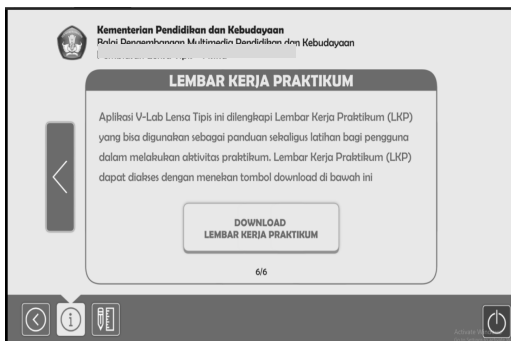 Kementerian Pendidikan dan Kebudayaan
Balai Pengembangan Multimedia Pendidikan dan Kebudayaan
LEMBAR KERJA PRAKTIKUM
Aplikasi V-Lab Lensa Tipis ini dilengkapi Lembar Kerja Praktikum (LKP)
yang bisa digunakan sebagai panduan sekaligus latihan bagi pengguna
dalam melakukan aktivitas praktikum. Lembar Kerja Praktikum (LKP)
dapat diakses dengan menekan tombol download di bawah ini
DOWNLOAD
LEMBAR KERJA PRAKTIKUM
6/6